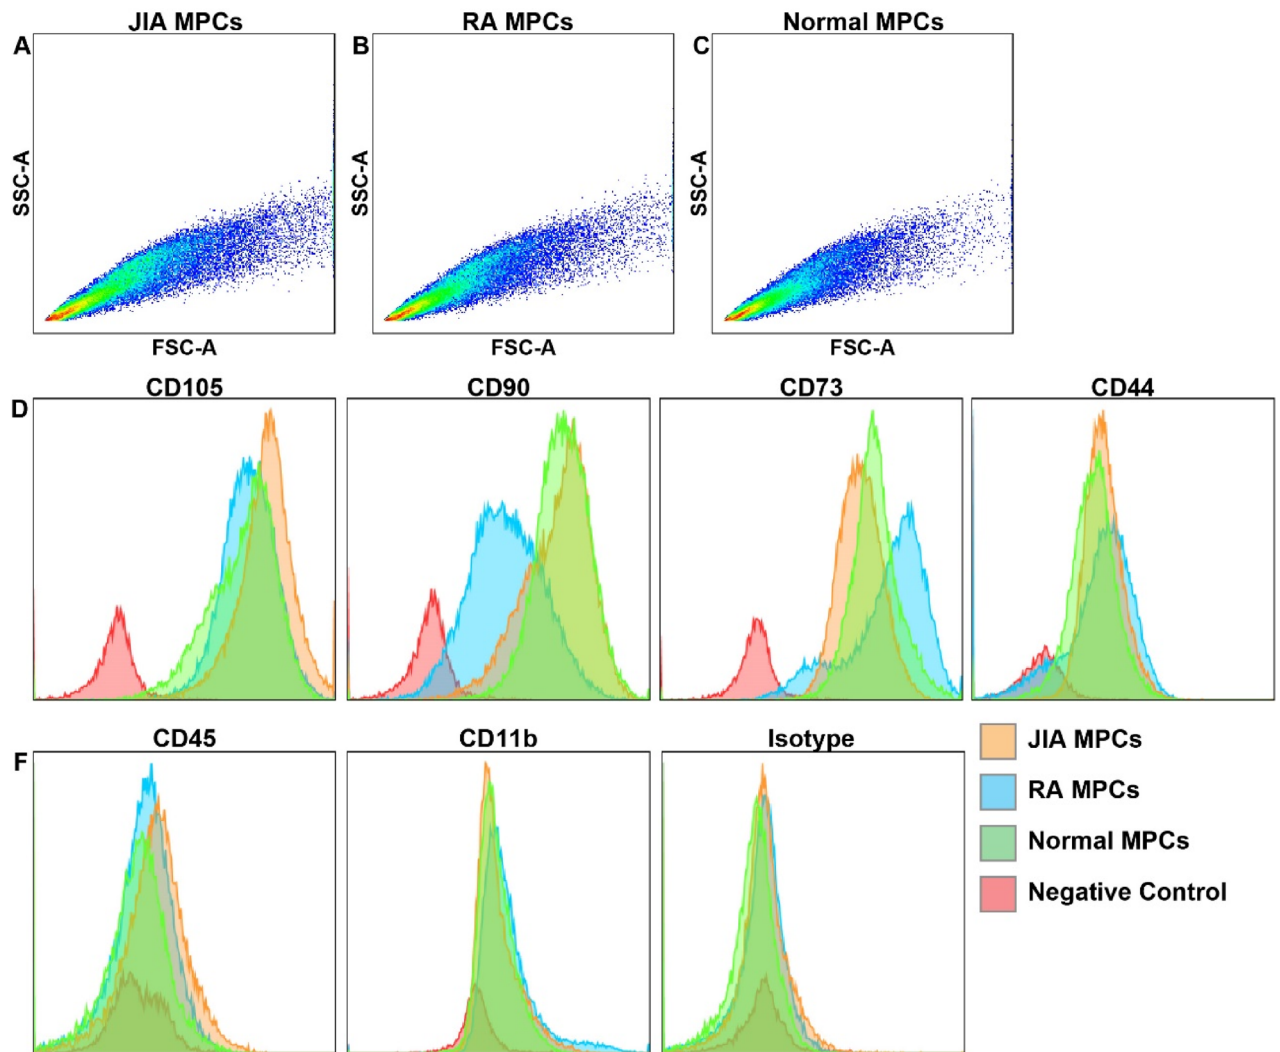 JIA MPCs
RA MPCs
Normal MPCs
A
B
C
SSC-A
SSC-A
SSC-A
FSC-A
FSC-A
FSC-A
CD105
CD90
CD73
CD44
D
CD45
CD11b
Isotype
F
JIA MPCs
RA MPCs
Normal MPCs
Negative Control